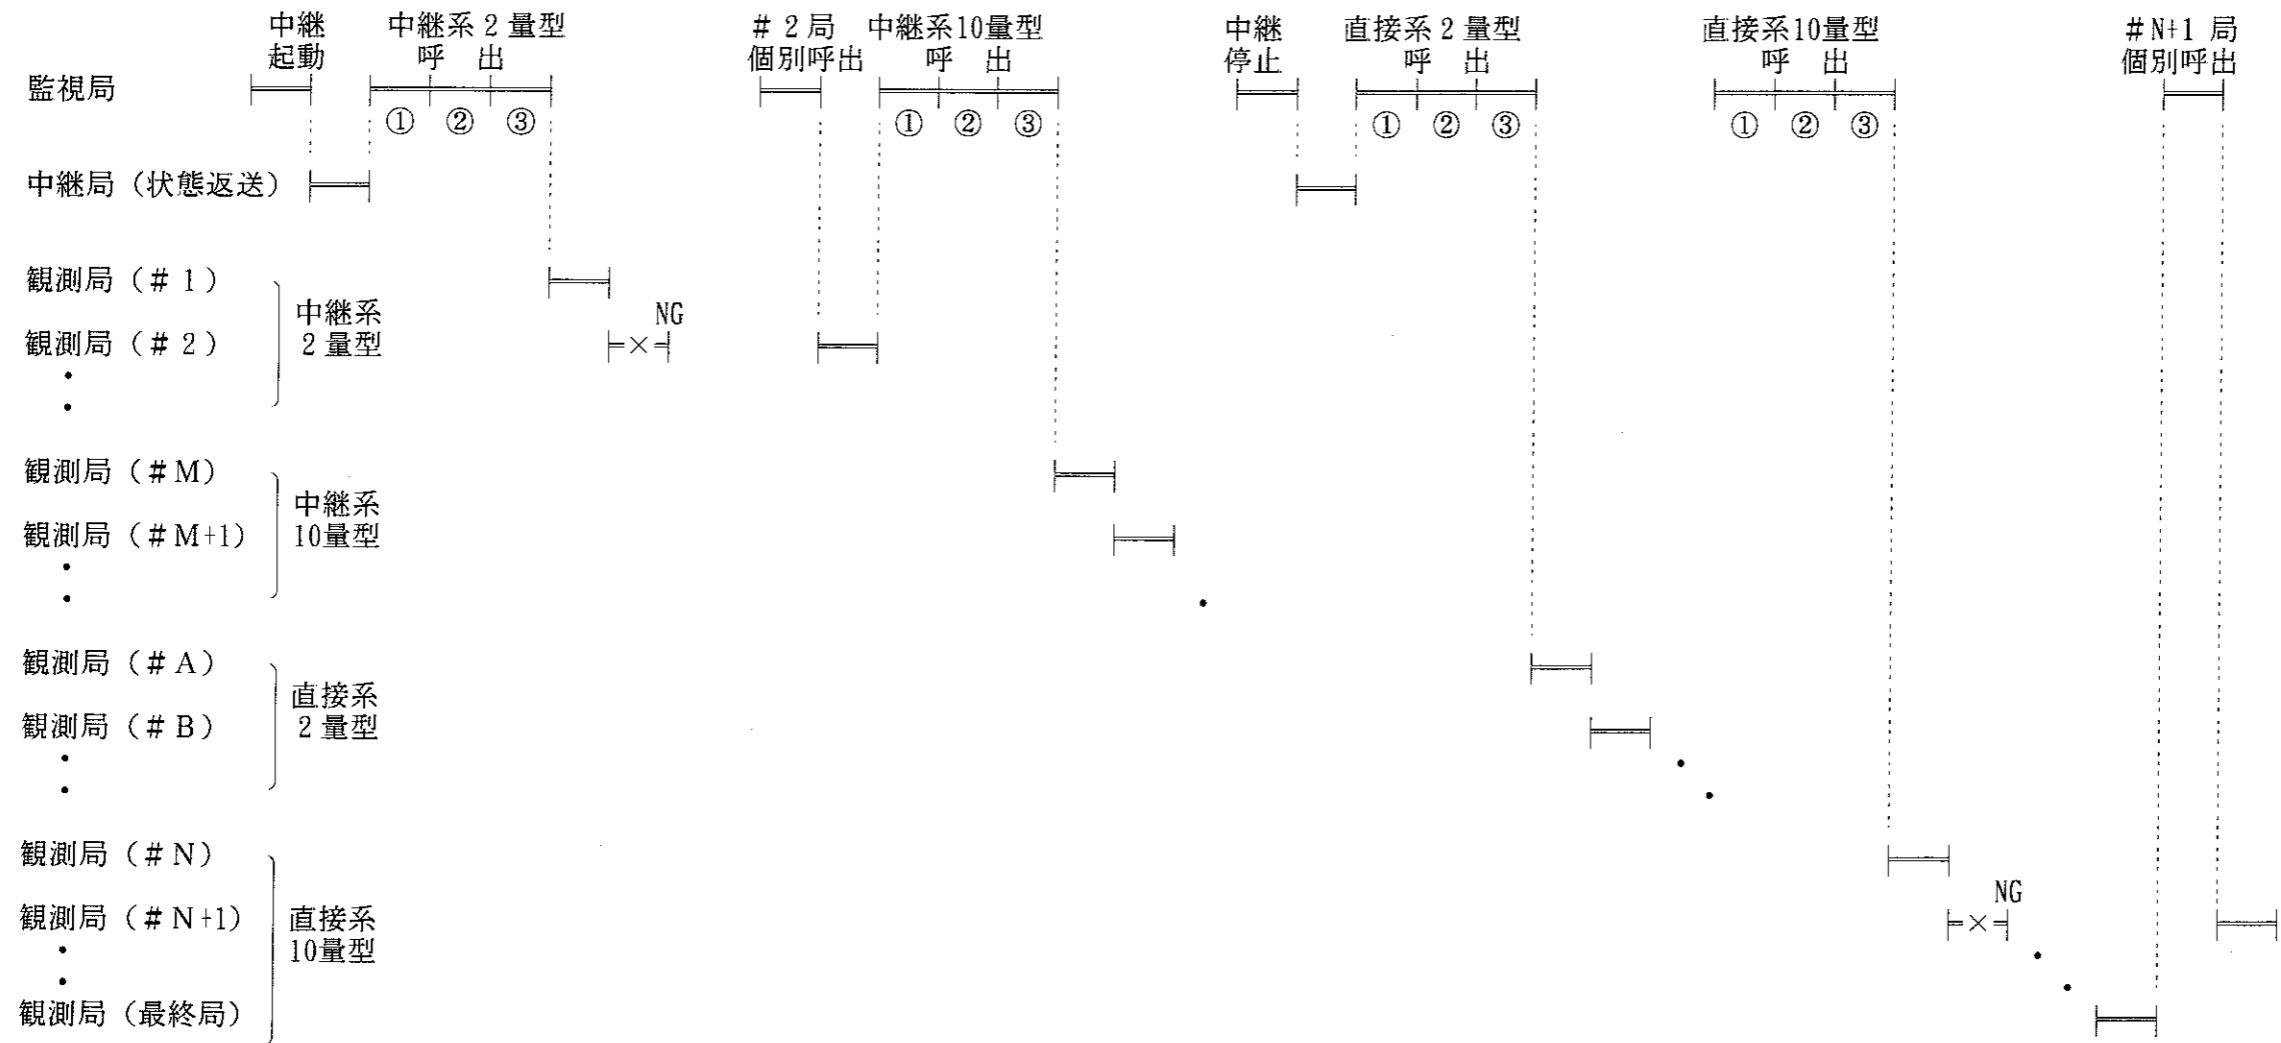 中継 中継系2量型 #2局 中継系10量型 中継 直接系2量型 直接系10量型 #N+1局
起動 呼出 個別呼出 呼出 停止 呼出 呼出 個別呼出
監視局
① ② ③ ① ② ③ ① ② ③ ① ② ③
中継局(状態返送)
観測局(#1)
中継系
NG
観測局(#2)
2量型
観測局(#M)
中継系
観測局(#M+1)
10量型
観測局(#A)
直接系
観測局(#B)
2量型
観測局(#N)
NG
観測局(#N+1)
直接系
10量型
観測局(最終局)